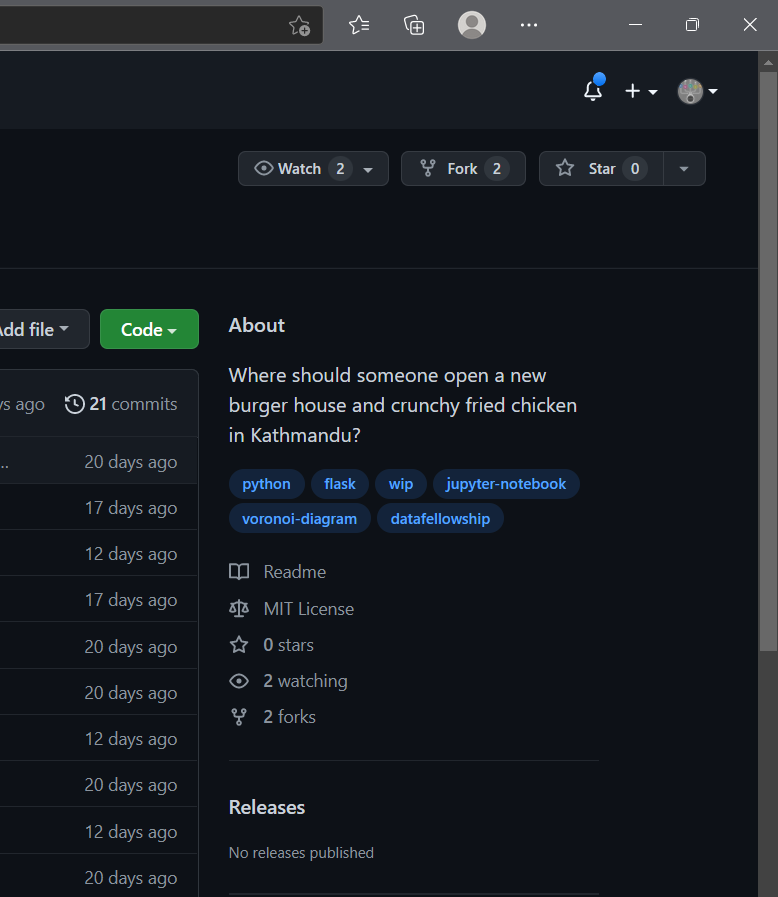 Watch 2 Fork 2 Star 0
Add file Code About
Where should someone open a new
burger house and crunchy fried chicken
in Kathmandu?
python flask wip jupyter-notebook
voronoi-diagram datafellowship
Readme
MIT License
0 stars
2 watching
2 forks
Releases
No releases published
ys ago 21 commits
... 20 days ago
17 days ago
12 days ago
17 days ago
20 days ago
20 days ago
12 days ago
20 days ago
12 days ago
20 days ago